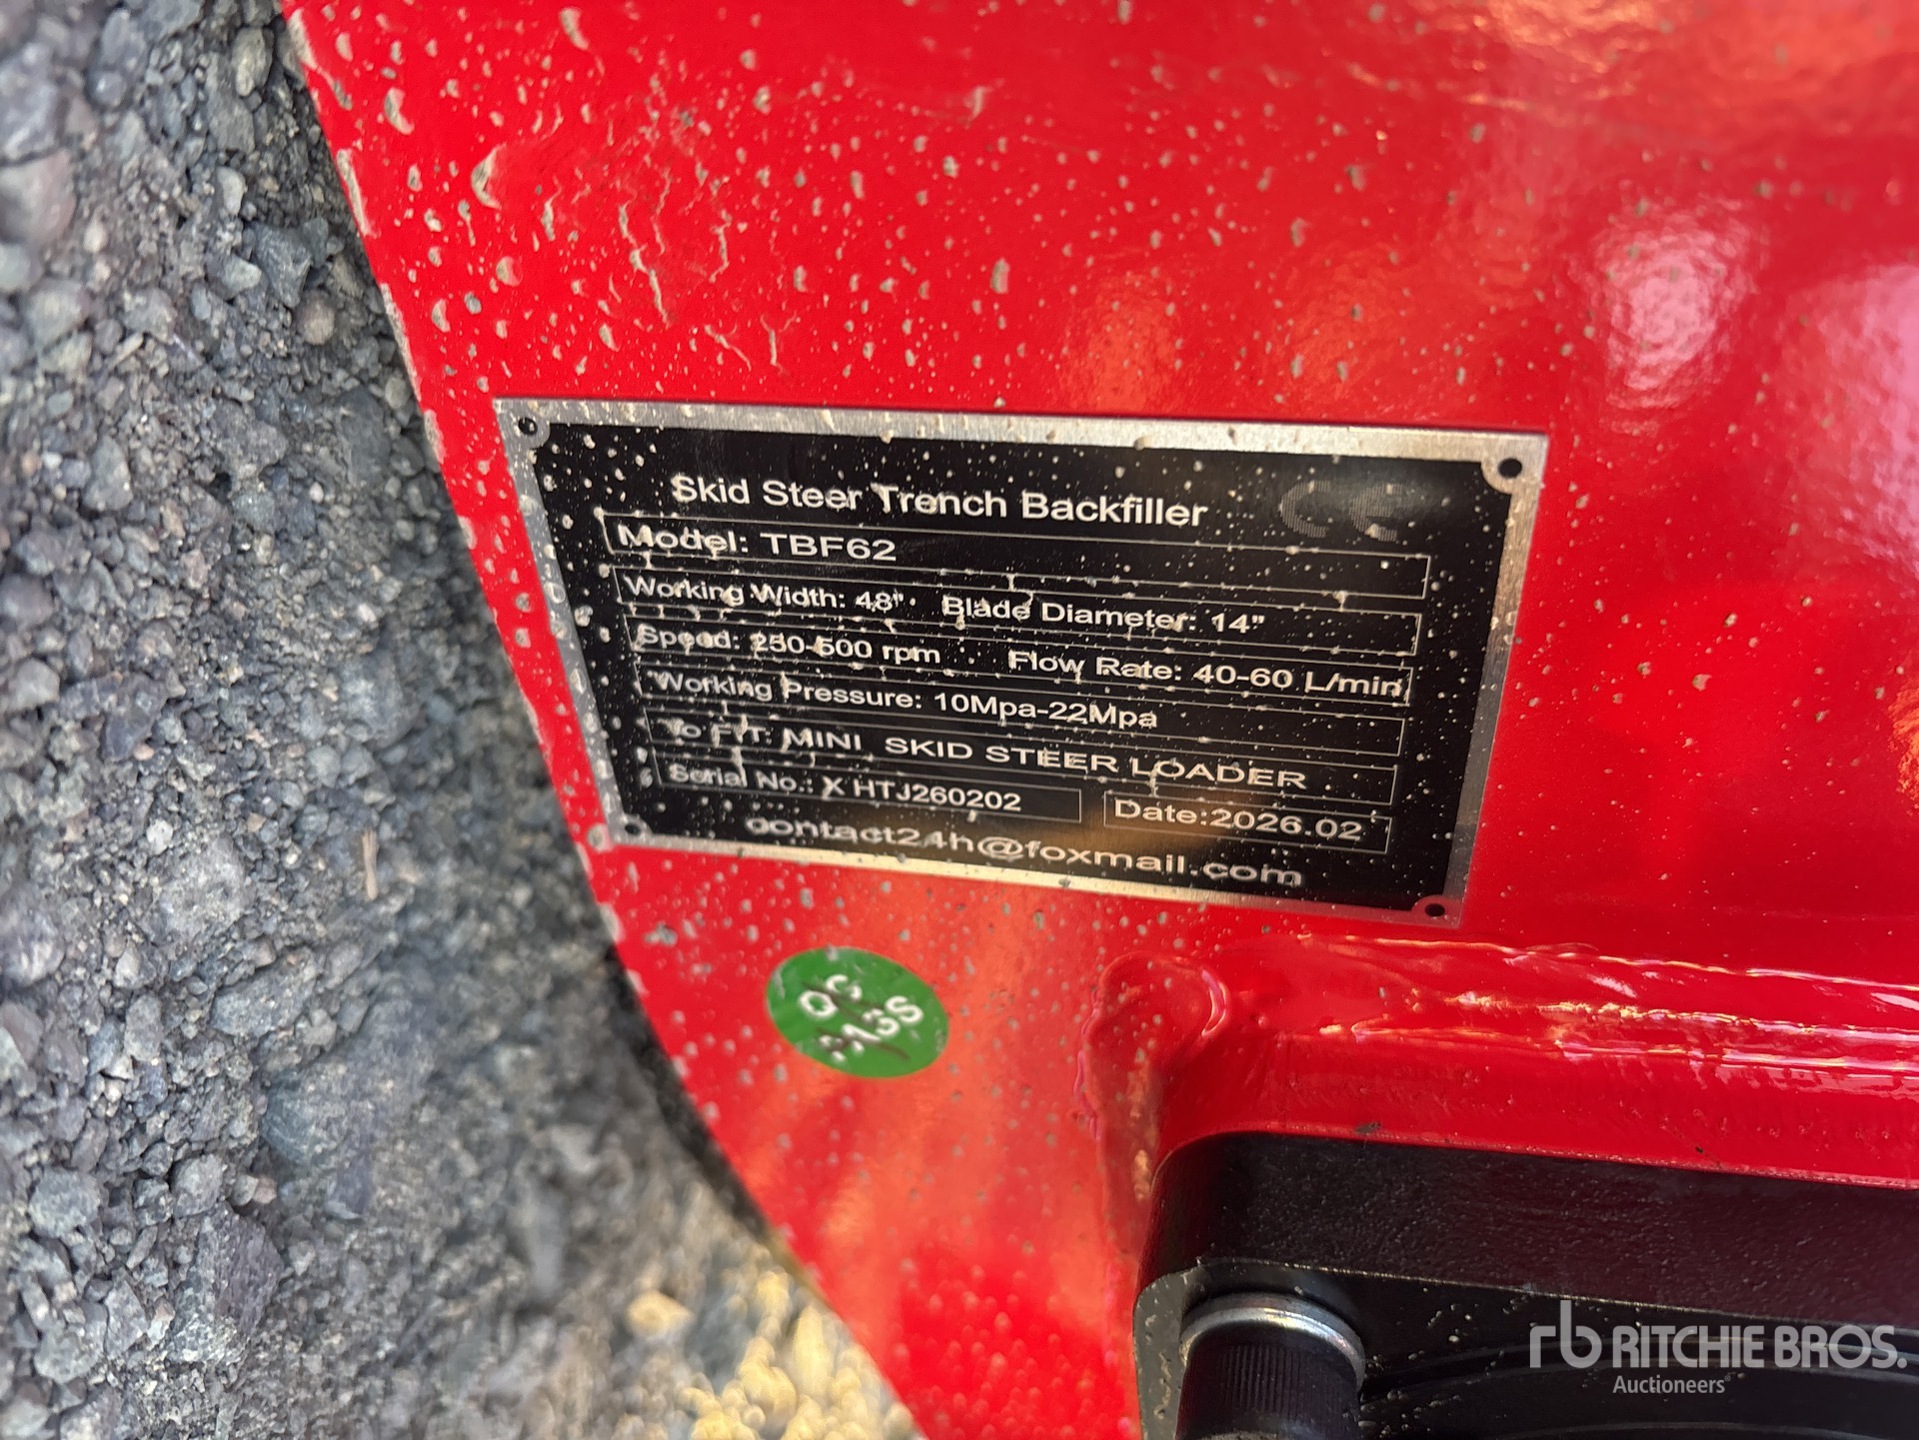 Skid Steer Trench Backfiller CE
Model: TBF62
Working Width: 48" Blade Diameter: 14"
Speed: 250-500 rpm Flow Rate: 40-60 L/min
Working Pressure: 10Mpa-22Mpa
To FIT: MINI SKID STEER LOADER
Serial No.: X HTJ260202 Date:2026.02
contact24h@foxmail.com
QC
PASS
rb RITCHIE BROS.
Auctioneers